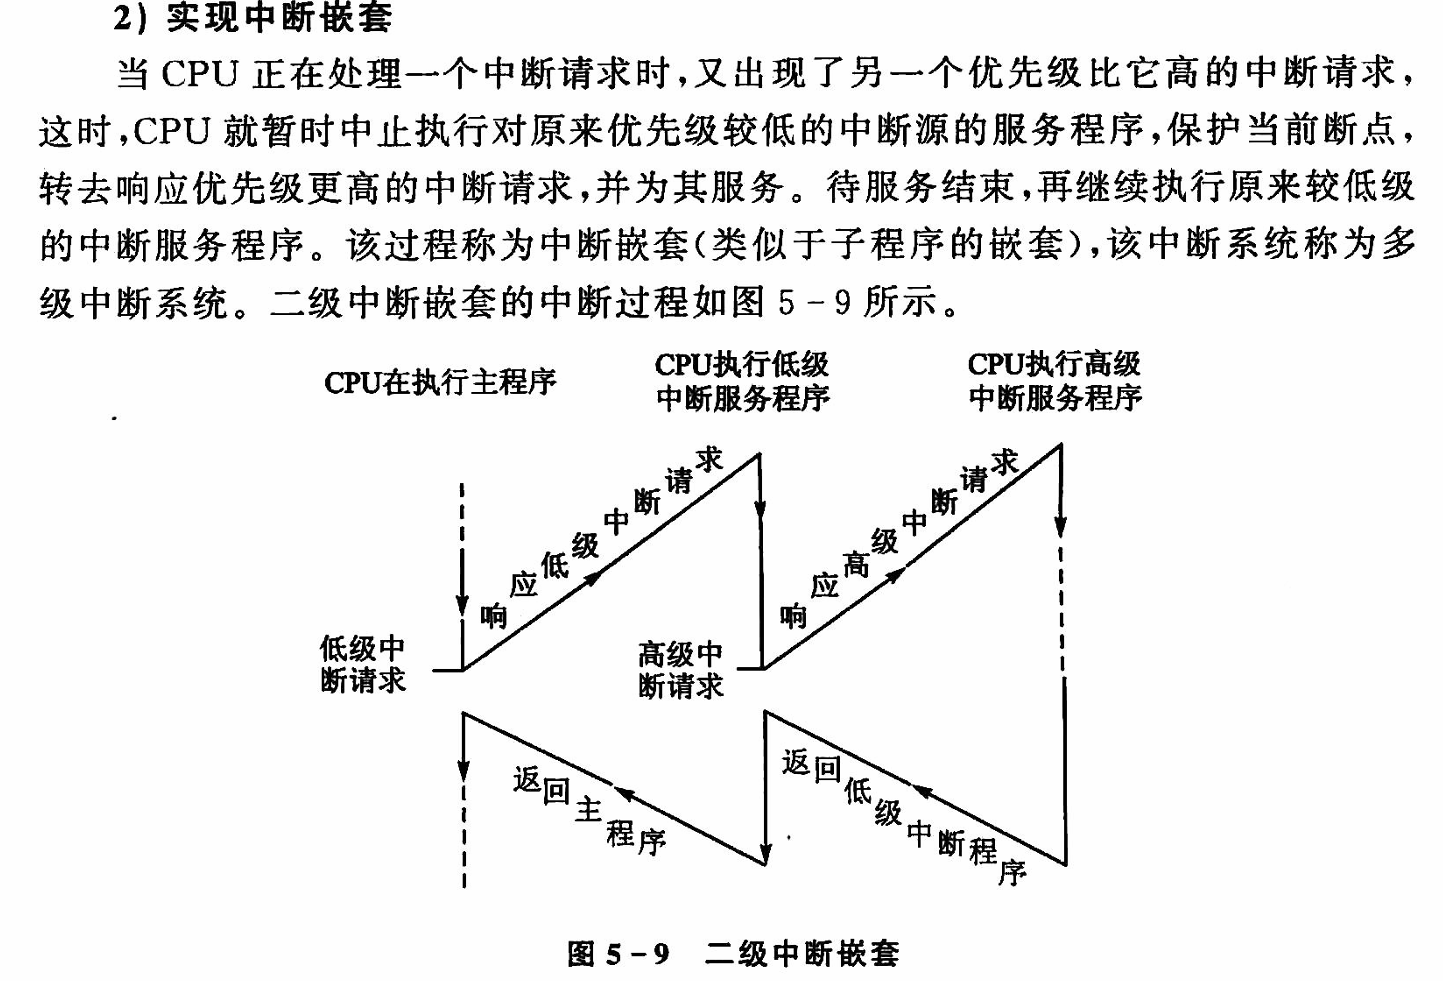 2) 实现中断嵌套
当 CPU 正在处理一个中断请求时,又出现了另一个优先级比它高的中断请求,
这时,CPU 就暂时中止执行对原来优先级较低的中断源的服务程序,保护当前断点,
转去响应优先级更高的中断请求,并为其服务。待服务结束,再继续执行原来较低级
的中断服务程序。该过程称为中断嵌套(类似于子程序的嵌套),该中断系统称为多
级中断系统。二级中断嵌套的中断过程如图 5-9 所示。
CPU在执行主程序
CPU执行低级
中断服务程序
CPU执行高级
中断服务程序
响应低级中断请求
响应高级中断请求
低级中
断请求
高级中
断请求
返回主程序
返回低级中断程序
图 5-9 二级中断嵌套